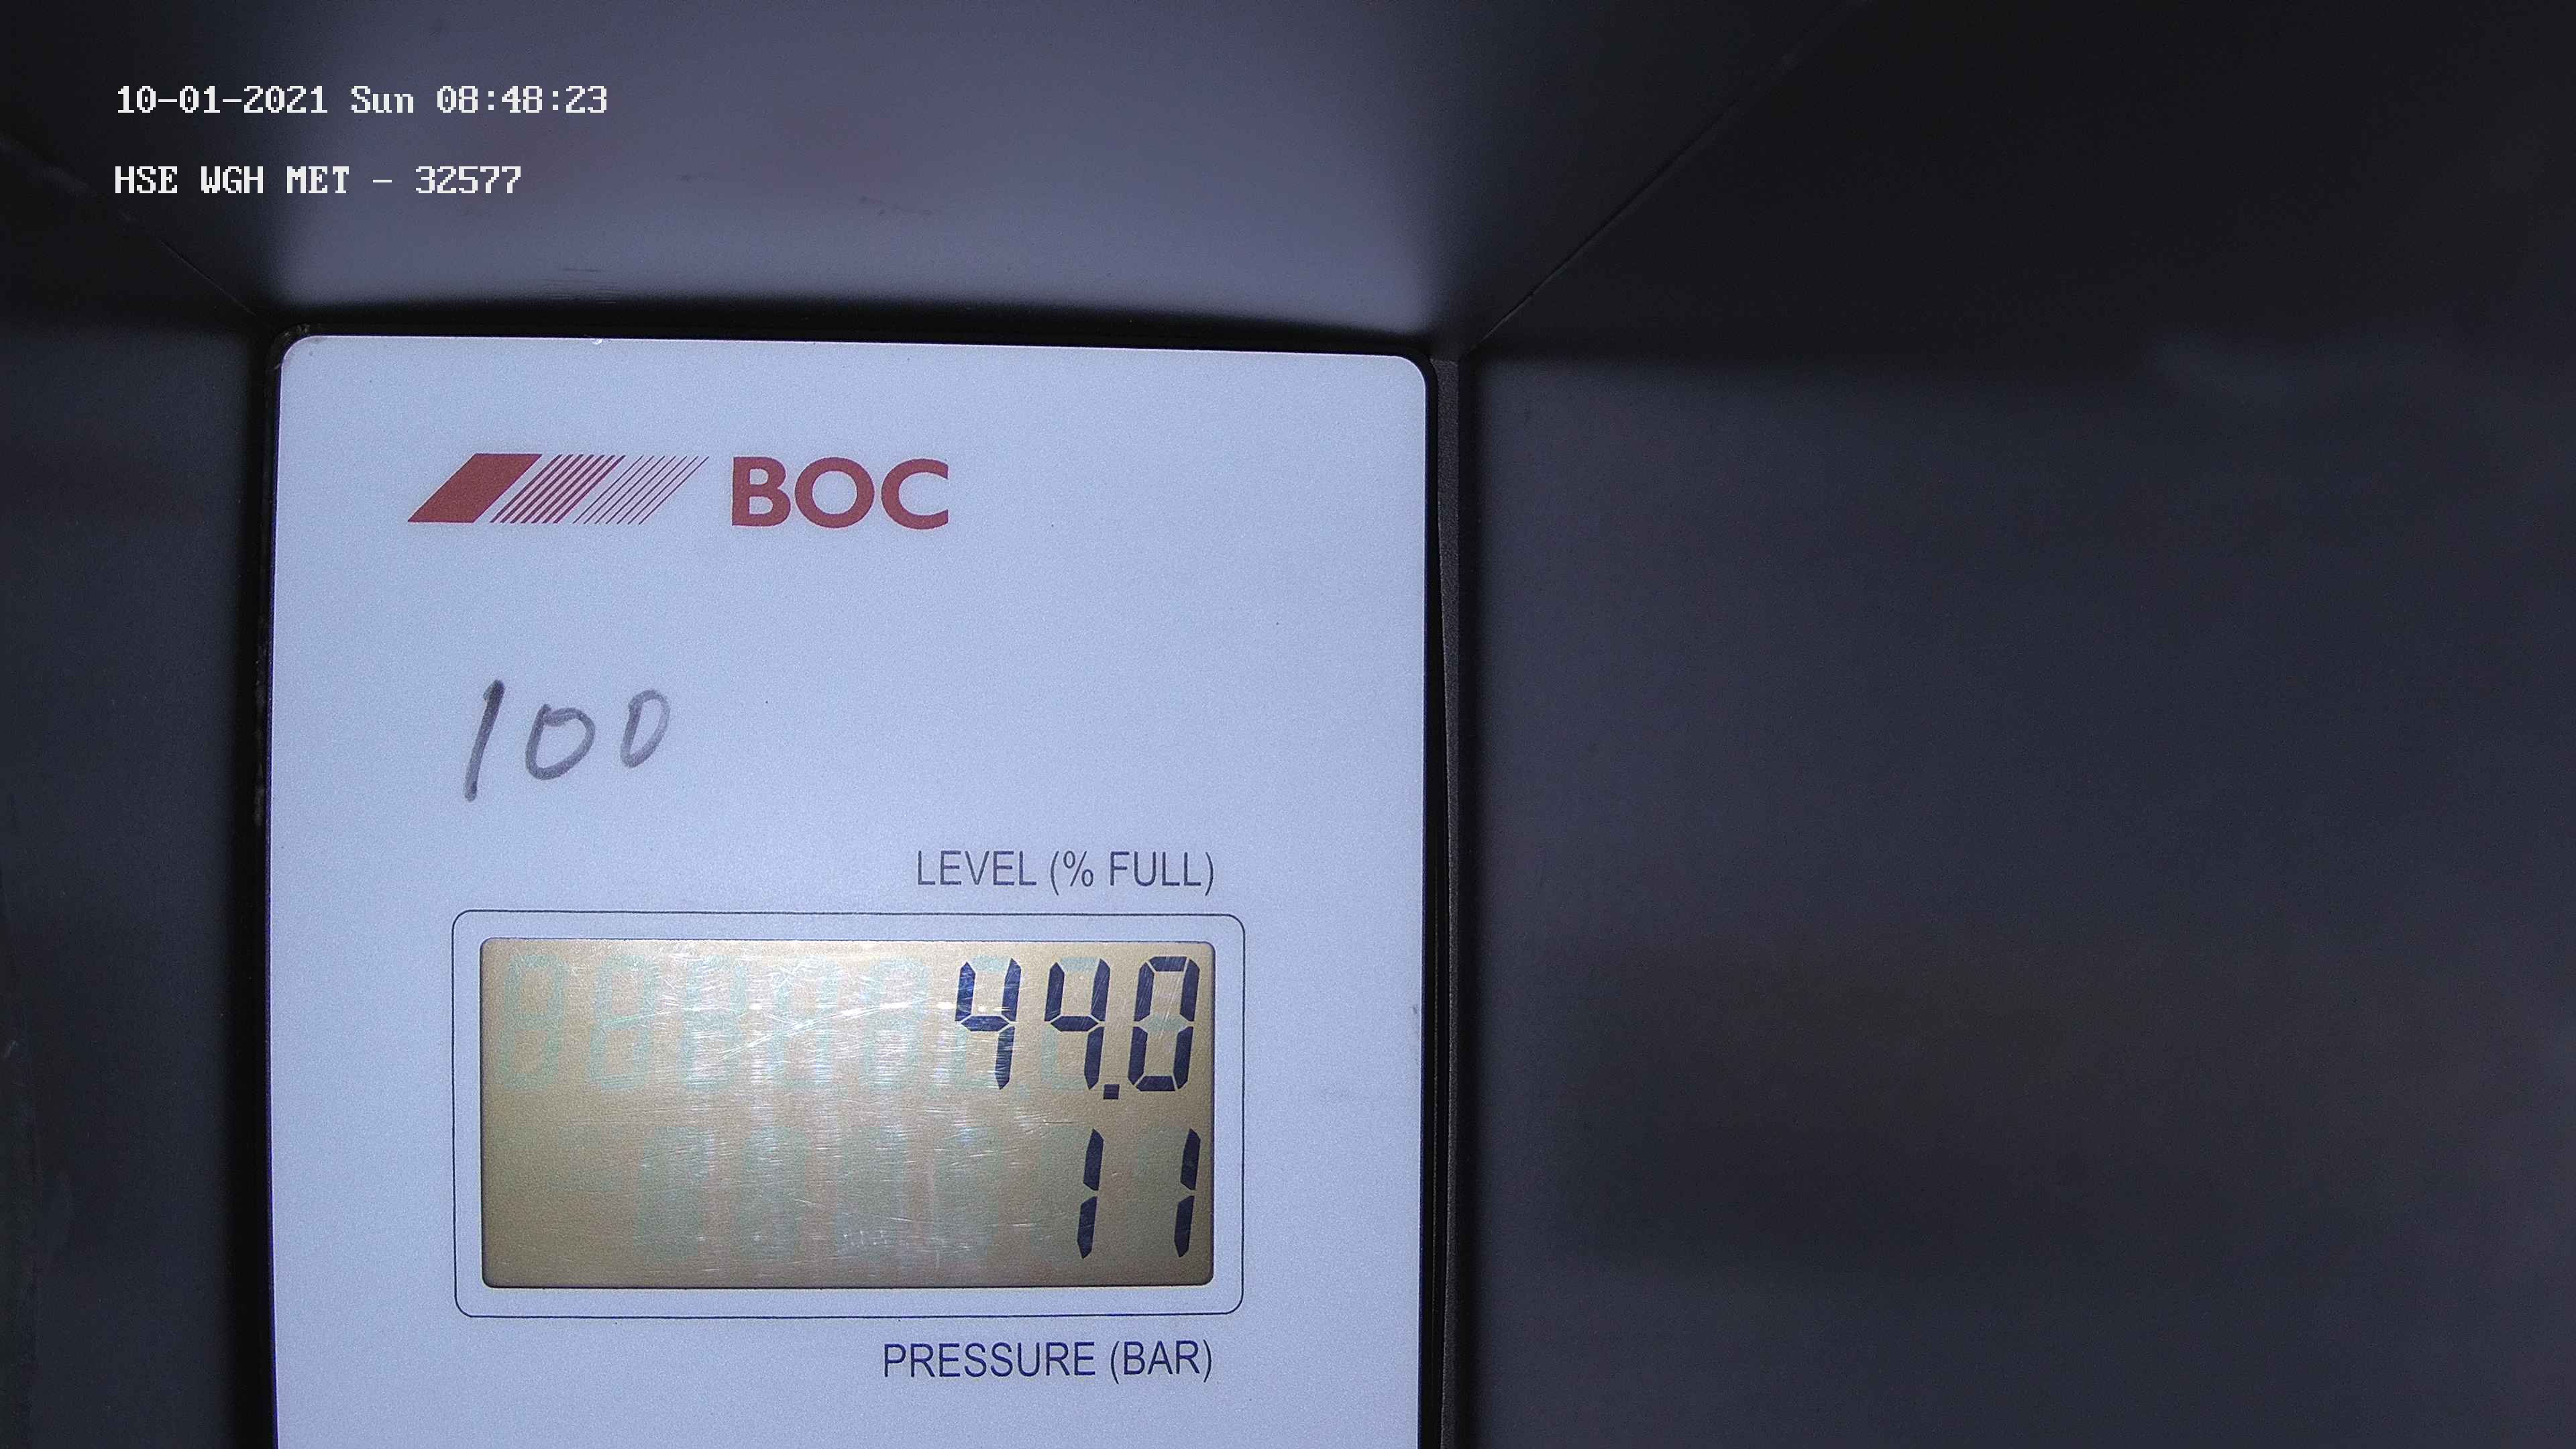 10-01-2021 Sun 08:48:23
HSE WGH MET - 32577
BOC
100
LEVEL (% FULL)
44.0
11
PRESSURE (BAR)